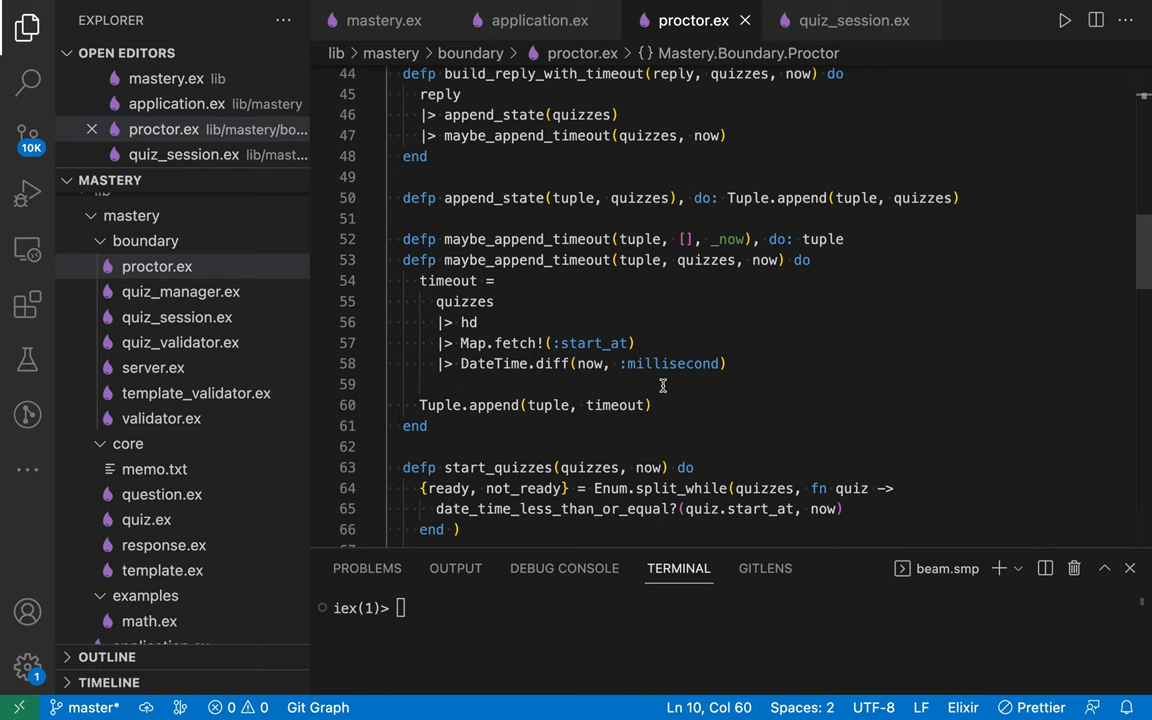 EXPLORER
mastery.ex
application.ex
proctor.ex
quiz_session.ex
OPEN EDITORS
mastery.ex lib
application.ex lib/mastery
proctor.ex lib/mastery/bo...
quiz_session.ex lib/mast...
10K
MASTERY
mastery
boundary
proctor.ex
quiz_manager.ex
quiz_session.ex
quiz_validator.ex
server.ex
template_validator.ex
validator.ex
core
memo.txt
question.ex
quiz.ex
response.ex
template.ex
examples
math.ex
OUTLINE
TIMELINE
1
lib > mastery > boundary > proctor.ex > {} Mastery.Boundary.Proctor
44 defp build_reply_with_timeout(reply, quizzes, now) do
45 reply
46 |> append_state(quizzes)
47 |> maybe_append_timeout(quizzes, now)
48 end
49
50 defp append_state(tuple, quizzes), do: Tuple.append(tuple, quizzes)
51
52 defp maybe_append_timeout(tuple, [], _now), do: tuple
53 defp maybe_append_timeout(tuple, quizzes, now) do
54 timeout =
55 quizzes
56 |> hd
57 |> Map.fetch!(:start_at)
58 |> DateTime.diff(now, :millisecond)
59
60 Tuple.append(tuple, timeout)
61 end
62
63 defp start_quizzes(quizzes, now) do
64 {ready, not_ready} = Enum.split_while(quizzes, fn quiz ->
65 date_time_less_than_or_equal?(quiz.start_at, now)
66 end )
PROBLEMS OUTPUT DEBUG CONSOLE TERMINAL GITLENS beam.smp
iex(1)>
master* 0 0 Git Graph Ln 10, Col 60 Spaces: 2 UTF-8 LF Elixir Prettier